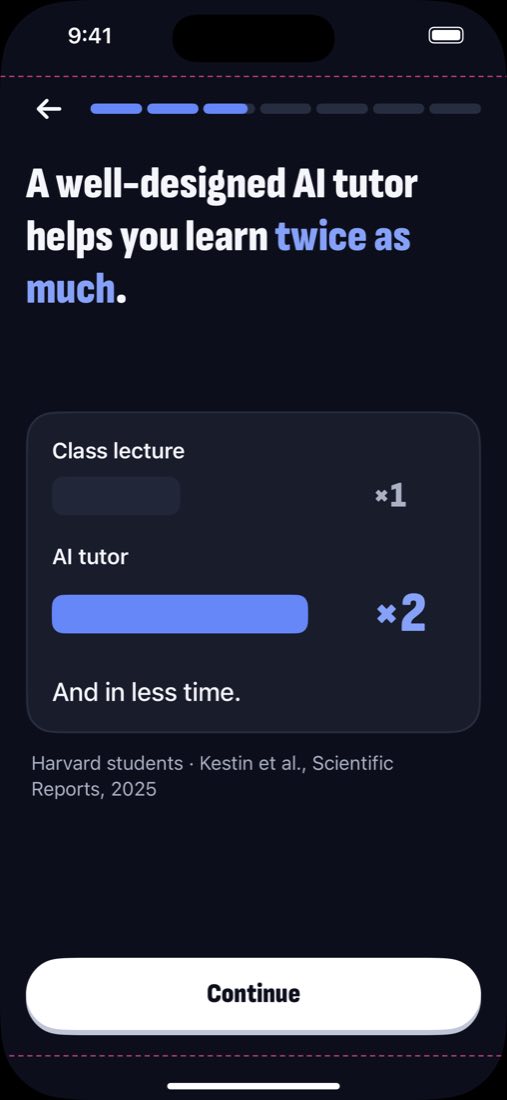 9:41
A well-designed AI tutor
helps you learn twice as
much.
Class lecture
×1
AI tutor
×2
And in less time.
Harvard students · Kestin et al., Scientific
Reports, 2025
Continue